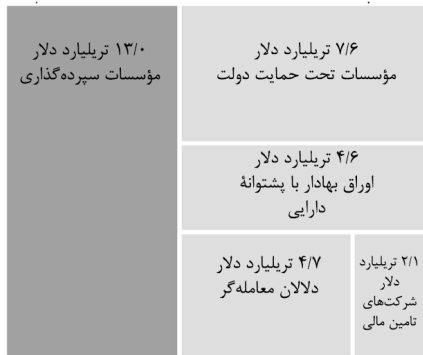 ۱۳/۰ تریلیارد دلار
مؤسسات سپرده‌گذاری
۷/۶ تریلیارد دلار
مؤسسات تحت حمایت دولت
۴/۶ تریلیارد دلار
اوراق بهادار با پشتوانهٔ
دارایی
۴/۷ تریلیارد دلار
دلالان معامله‌گر
۲/۱ تریلیارد
دلار
شرکت‌های
تامین مالی